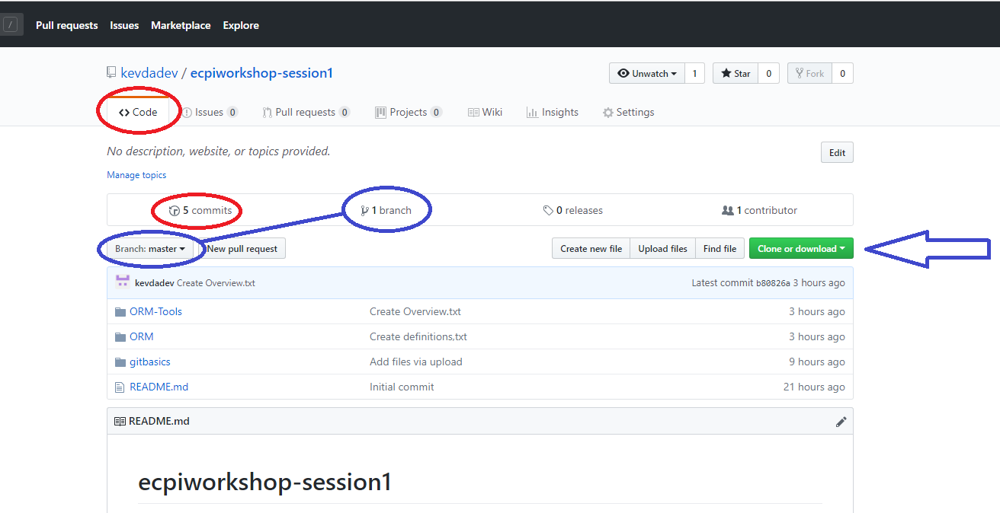 / Pull requests Issues Marketplace Explore
kevdadev / ecpiworkshop-session1 Unwatch 1 Star 0 Fork 0
<> Code Issues 0 Pull requests 0 Projects 0 Wiki Insights Settings
No description, website, or topics provided. Edit
Manage topics
5 commits 1 branch 0 releases 1 contributor
Branch: master New pull request Create new file Upload files Find file Clone or download
kevdadev Create Overview.txt Latest commit b80826a 3 hours ago
ORM-Tools Create Overview.txt 3 hours ago
ORM Create definitions,txt 3 hours ago
gitbasics Add files via upload 9 hours ago
README.md Initial commit 21 hours ago
README.md
ecpiworkshop-session1